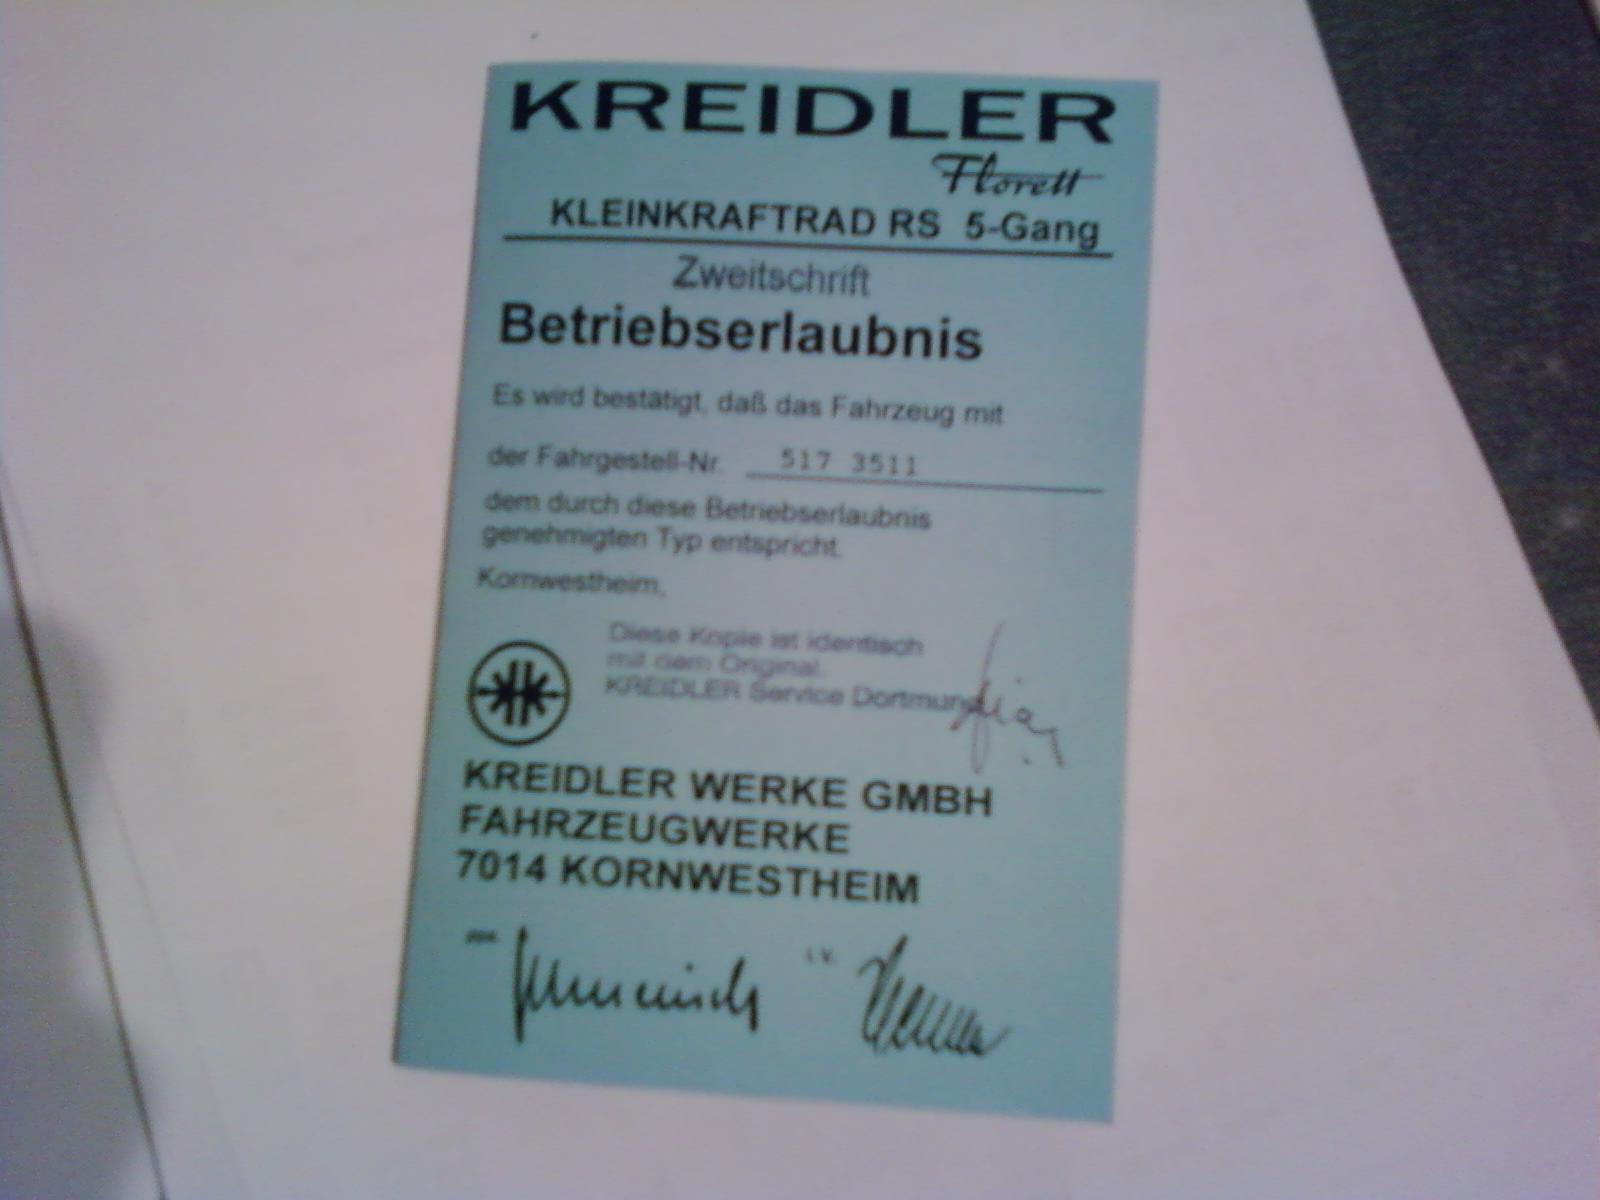 KREIDLER
Florett
KLEINKRAFTRAD RS 5-Gang
Zweitschrift
Betriebserlaubnis
Es wird bestätigt, daß das Fahrzeug mit
der Fahrgestell-Nr. 517 3511
dem durch diese Betriebserlaubnis
genehmigten Typ entspricht.
Kornwestheim,
Diese Kopie ist identisch
mit dem Original.
KREIDLER Service Dortmund
KREIDLER WERKE GMBH
FAHRZEUGWERKE
7014 KORNWESTHEIM
ppa. i.V.